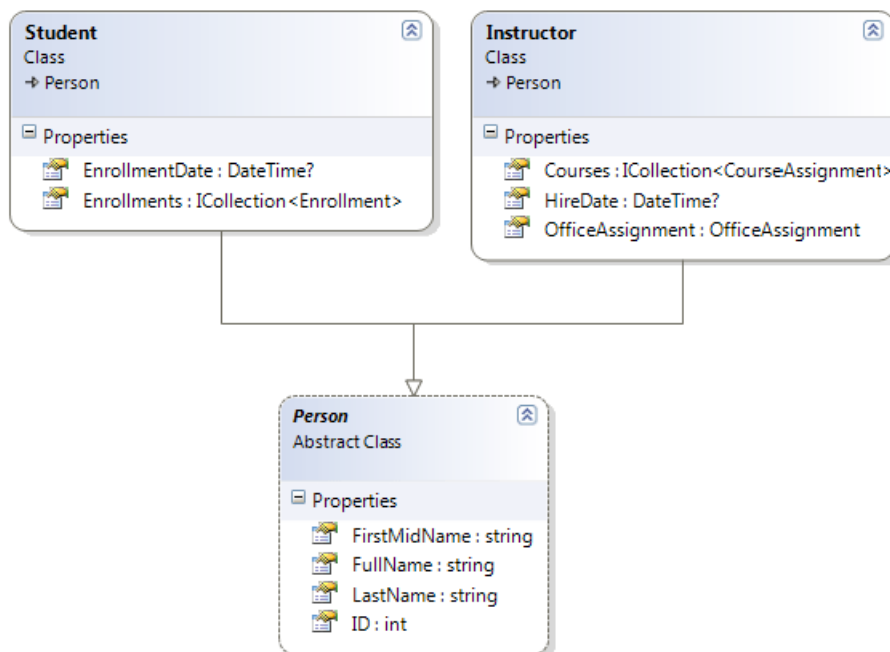 Student
Class
Person
Properties
EnrollmentDate : DateTime?
Enrollments : ICollection<Enrollment>
Instructor
Class
Person
Properties
Courses : ICollection<CourseAssignment>
HireDate : DateTime?
OfficeAssignment : OfficeAssignment
Person
Abstract Class
Properties
FirstMidName : string
FullName : string
LastName : string
ID : int